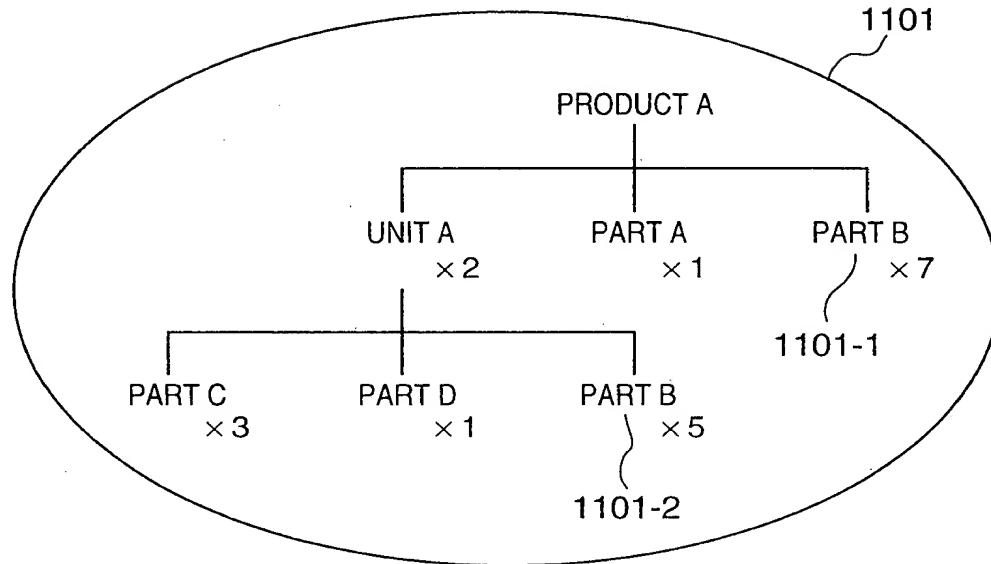 1101
PRODUCT A
UNIT A
×2
PART A
×1
PART B
×7
1101-1
PART C
×3
PART D
×1
PART B
×5
1101-2